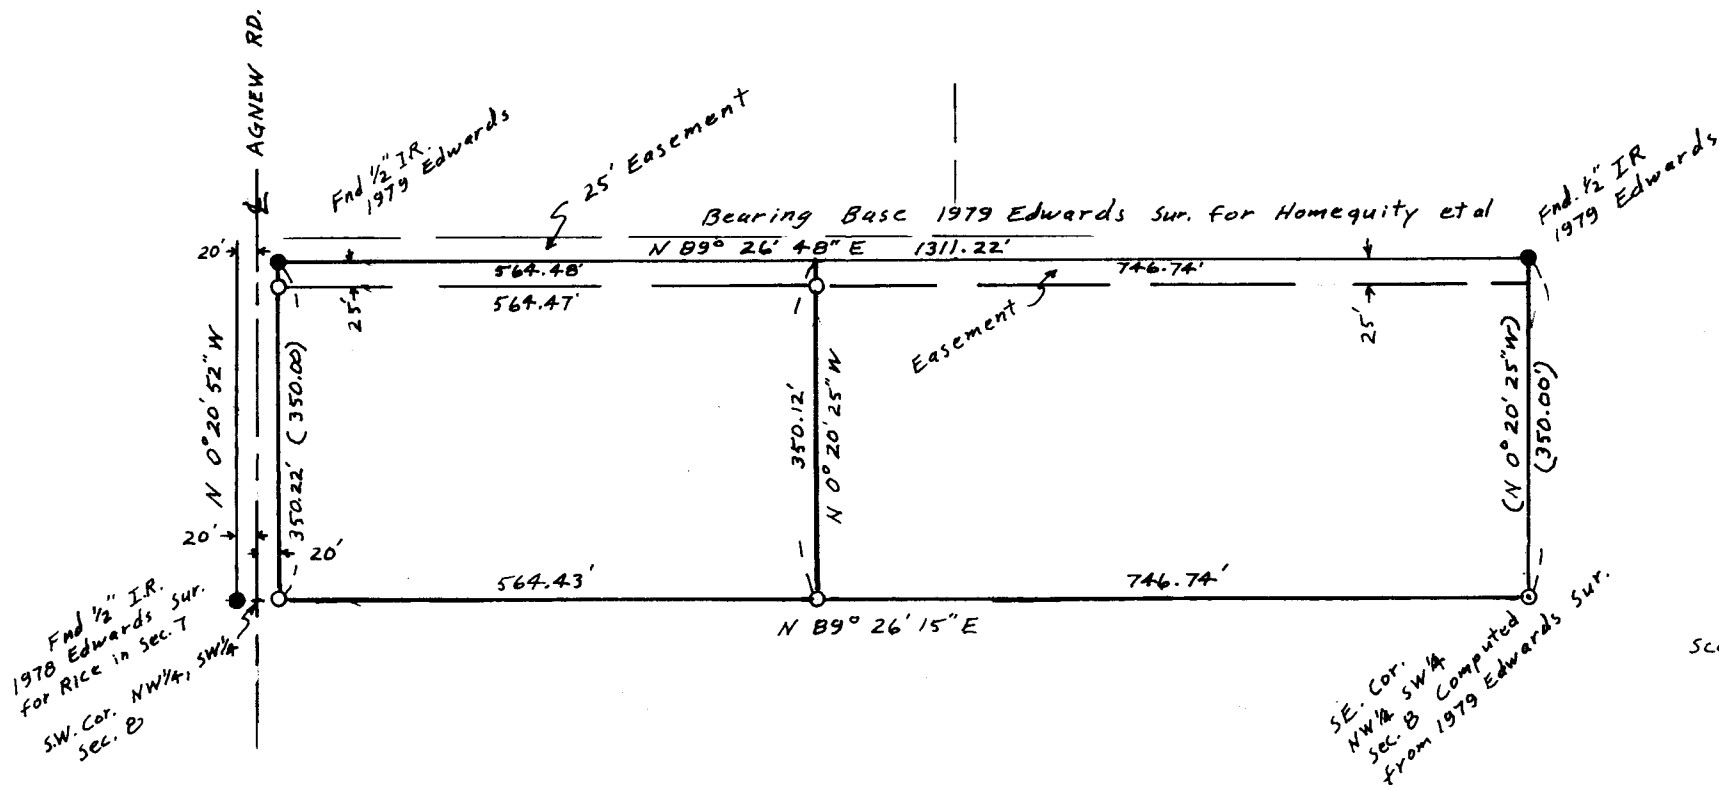 AGNEW RD.
Fnd ½" I.R.
1979 Edwards
25' Easement
Bearing Base 1979 Edwards Sur. for Homequity et al
Fnd. ½" IR
1979 Edwards
20'
N 89° 26' 48" E 1311.22'
564.48'
746.74'
564.47'
25'
Easement
25'
N 0° 20' 52" W
350.22' (350.00)
350.12'
N 0° 20' 25" W
(N 0° 20' 25" W)
(350.00')
20'
20'
564.43'
746.74'
N 89° 26' 15" E
Fnd ½" I.R.
1978 Edwards Sur.
for Rice in Sec. 7
S.W. Cor. NW¼, SW¼
Sec. 8
S.E. Cor.
NW¼ SW¼
Sec. 8 Computed
from 1979 Edwards Sur.